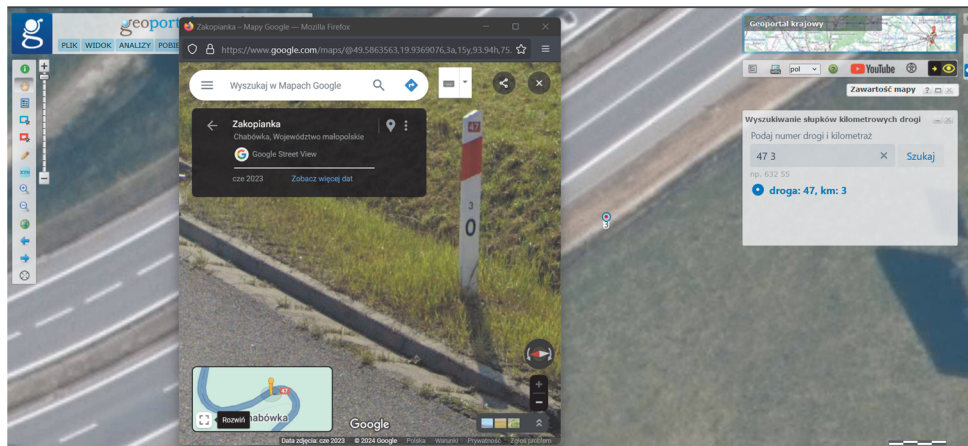 geoport
PLIK WIDOK ANALIZY POBIE
Zakopianka – Mapy Google — Mozilla Firefox
https://www.google.com/maps/@49.5863563,19.9369076,3a,15y,93.94h,75.
Wyszukaj w Mapach Google
Zakopianka
Chabówka, Województwo małopolskie
Google Street View
cze 2023 Zobacz więcej dat
47
3
0
47
habówka
Rozwiń
Google
Data zdjęcia: cze 2023 © 2024 Google Polska Warunki Prywatność Zgłoś problem
3
Geoportal krajowy
pol YouTube
Zawartość mapy
Wyszukiwanie słupków kilometrowych drogi
Podaj numer drogi i kilometraż
47 3 Szukaj
np. 632 55
droga: 47, km: 3